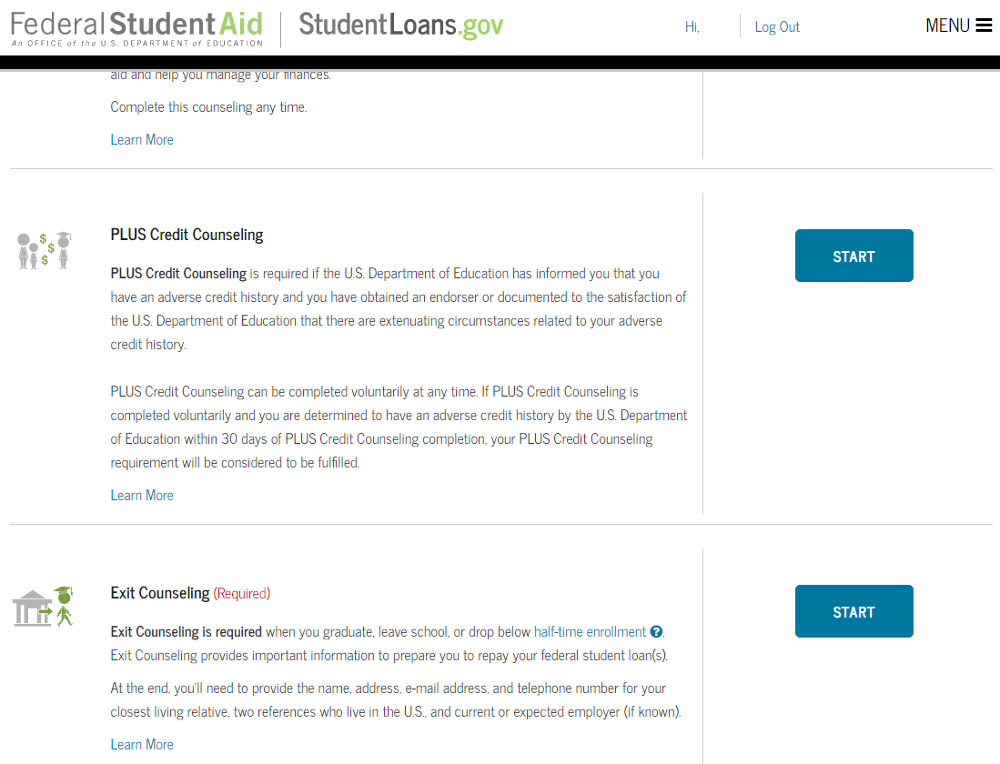 Federal Student Aid
An OFFICE of the U.S. DEPARTMENT of EDUCATION
StudentLoans.gov
Hi,
Log Out
MENU
aid and help you manage your finances.
Complete this counseling any time.
Learn More
PLUS Credit Counseling
START
PLUS Credit Counseling is required if the U.S. Department of Education has informed you that you
have an adverse credit history and you have obtained an endorser or documented to the satisfaction of
the U.S. Department of Education that there are extenuating circumstances related to your adverse
credit history.
PLUS Credit Counseling can be completed voluntarily at any time. If PLUS Credit Counseling is
completed voluntarily and you are determined to have an adverse credit history by the U.S. Department
of Education within 30 days of PLUS Credit Counseling completion, your PLUS Credit Counseling
requirement will be considered to be fulfilled.
Learn More
Exit Counseling (Required)
START
Exit Counseling is required when you graduate, leave school, or drop below half-time enrollment ?.
Exit Counseling provides important information to prepare you to repay your federal student loan(s).
At the end, you'll need to provide the name, address, e-mail address, and telephone number for your
closest living relative, two references who live in the U.S., and current or expected employer (if known).
Learn More